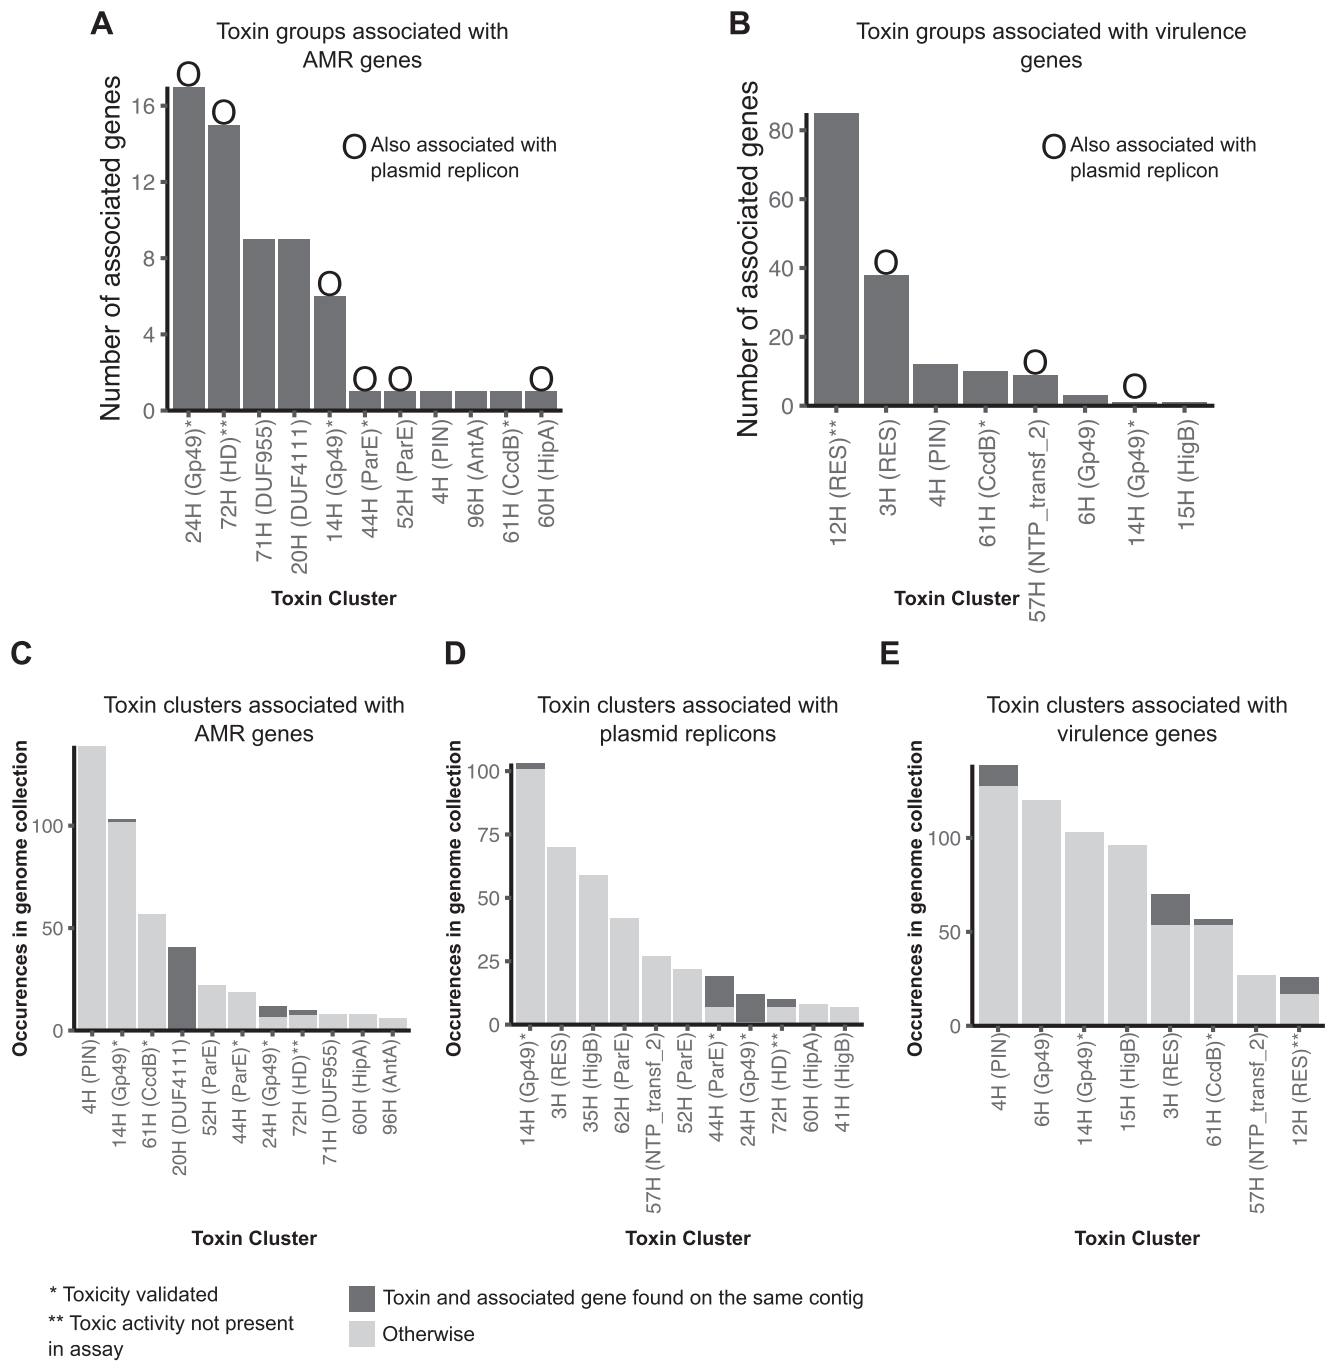 A
Toxin groups associated with
AMR genes
Number of associated genes
16
12
8
4
0
Also associated with
plasmid replicon
24H (Gp49)*
72H (HD)**
71H (DUF955)
20H (DUF4111)
14H (Gp49)*
44H (ParE)*
52H (ParE)
4H (PIN)
96H (AntA)
61H (CcdB)*
60H (HipA)
Toxin Cluster
B
Toxin groups associated with virulence
genes
Number of associated genes
80
60
40
20
0
Also associated with
plasmid replicon
12H (RES)**
3H (RES)
4H (PIN)
61H (CcdB)*
57H (NTP_transf_2)
6H (Gp49)
14H (Gp49)*
15H (HigB)
Toxin Cluster
C
Toxin clusters associated with
AMR genes
Occurences in genome collection
100
50
0
4H (PIN)
14H (Gp49)*
61H (CcdB)*
20H (DUF4111)
52H (ParE)
44H (ParE)*
24H (Gp49)*
72H (HD)**
71H (DUF955)
60H (HipA)
96H (AntA)
Toxin Cluster
D
Toxin clusters associated with
plasmid replicons
Occurences in genome collection
100
75
50
25
0
14H (Gp49)*
3H (RES)
35H (HigB)
62H (ParE)
57H (NTP_transf_2)
52H (ParE)
44H (ParE)*
24H (Gp49)*
72H (HD)**
60H (HipA)
41H (HigB)
Toxin Cluster
E
Toxin clusters associated with
virulence genes
Occurences in genome collection
100
50
0
4H (PIN)
6H (Gp49)
14H (Gp49)*
15H (HigB)
3H (RES)
61H (CcdB)*
57H (NTP_transf_2)
12H (RES)**
Toxin Cluster
* Toxicity validated
** Toxic activity not present
in assay
Toxin and associated gene found on the same contig
Otherwise